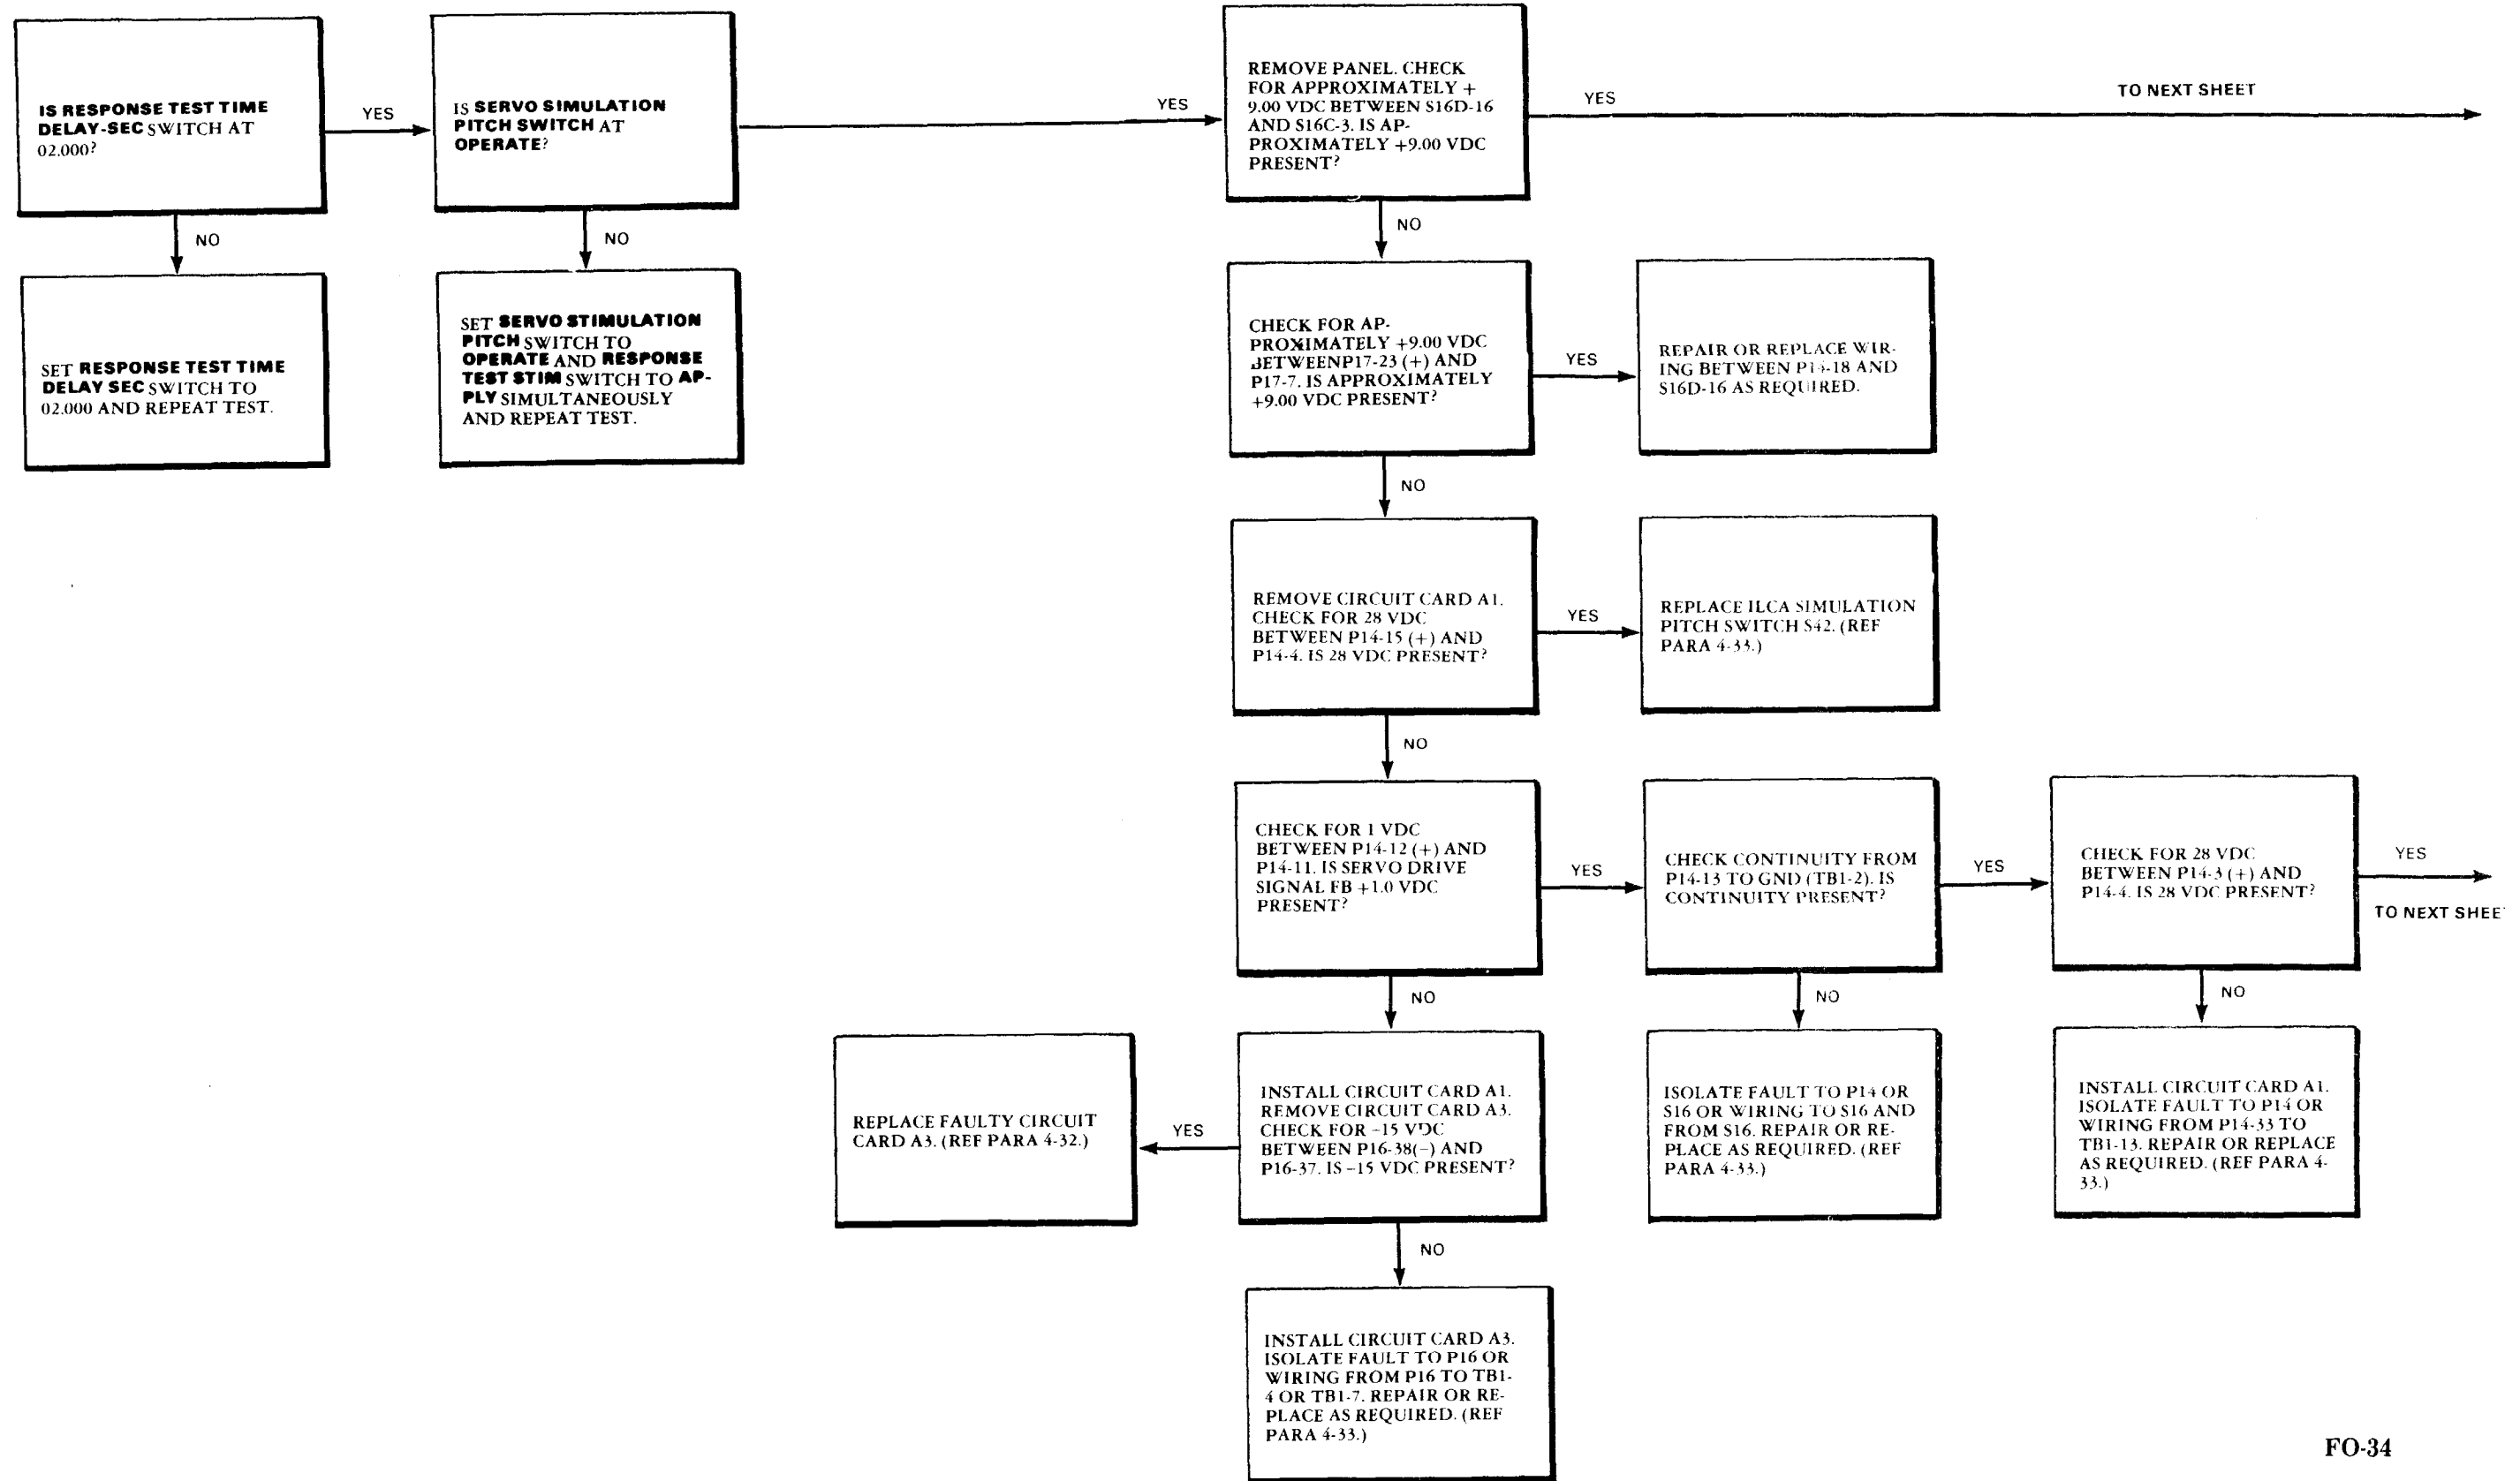 IS RESPONSE TEST TIME
DELAY-SEC SWITCH AT
02.000?
YES
IS SERVO SIMULATION
PITCH SWITCH AT
OPERATE?
YES
REMOVE PANEL. CHECK
FOR APPROXIMATELY +
9.00 VDC BETWEEN S16D-16
AND S16C-3. IS AP-
PROXIMATELY +9.00 VDC
PRESENT?
YES
TO NEXT SHEET
NO
NO
NO
SET RESPONSE TEST TIME
DELAY SEC SWITCH TO
02.000 AND REPEAT TEST.
SET SERVO STIMULATION
PITCH SWITCH TO
OPERATE AND RESPONSE
TEST STIM SWITCH TO AP-
PLY SIMULTANEOUSLY
AND REPEAT TEST.
CHECK FOR AP-
PROXIMATELY +9.00 VDC
BETWEENP17-23 (+) AND
P17-7. IS APPROXIMATELY
+9.00 VDC PRESENT?
YES
REPAIR OR REPLACE WIR-
ING BETWEEN P14-18 AND
S16D-16 AS REQUIRED.
NO
REMOVE CIRCUIT CARD A1.
CHECK FOR 28 VDC
BETWEEN P14-15 (+) AND
P14-4. IS 28 VDC PRESENT?
YES
REPLACE ILCA SIMULATION
PITCH SWITCH S42. (REF
PARA 4-33.)
NO
CHECK FOR 1 VDC
BETWEEN P14-12 (+) AND
P14-11. IS SERVO DRIVE
SIGNAL FB +1.0 VDC
PRESENT?
YES
CHECK CONTINUITY FROM
P14-13 TO GND (TB1-2). IS
CONTINUITY PRESENT?
YES
CHECK FOR 28 VDC
BETWEEN P14-3 (+) AND
P14-4. IS 28 VDC PRESENT?
YES
TO NEXT SHEE
NO
NO
NO
REPLACE FAULTY CIRCUIT
CARD A3. (REF PARA 4-32.)
YES
INSTALL CIRCUIT CARD A1.
REMOVE CIRCUIT CARD A3.
CHECK FOR -15 VDC
BETWEEN P16-38(-) AND
P16-37. IS -15 VDC PRESENT?
ISOLATE FAULT TO P14 OR
S16 OR WIRING TO S16 AND
FROM S16. REPAIR OR RE-
PLACE AS REQUIRED. (REF
PARA 4-33.)
INSTALL CIRCUIT CARD A1.
ISOLATE FAULT TO P14 OR
WIRING FROM P14-33 TO
TB1-13. REPAIR OR REPLACE
AS REQUIRED. (REF PARA 4-
33.)
NO
INSTALL CIRCUIT CARD A3.
ISOLATE FAULT TO P16 OR
WIRING FROM P16 TO TB1-
4 OR TB1-7. REPAIR OR RE-
PLACE AS REQUIRED. (REF
PARA 4-33.)
FO-34